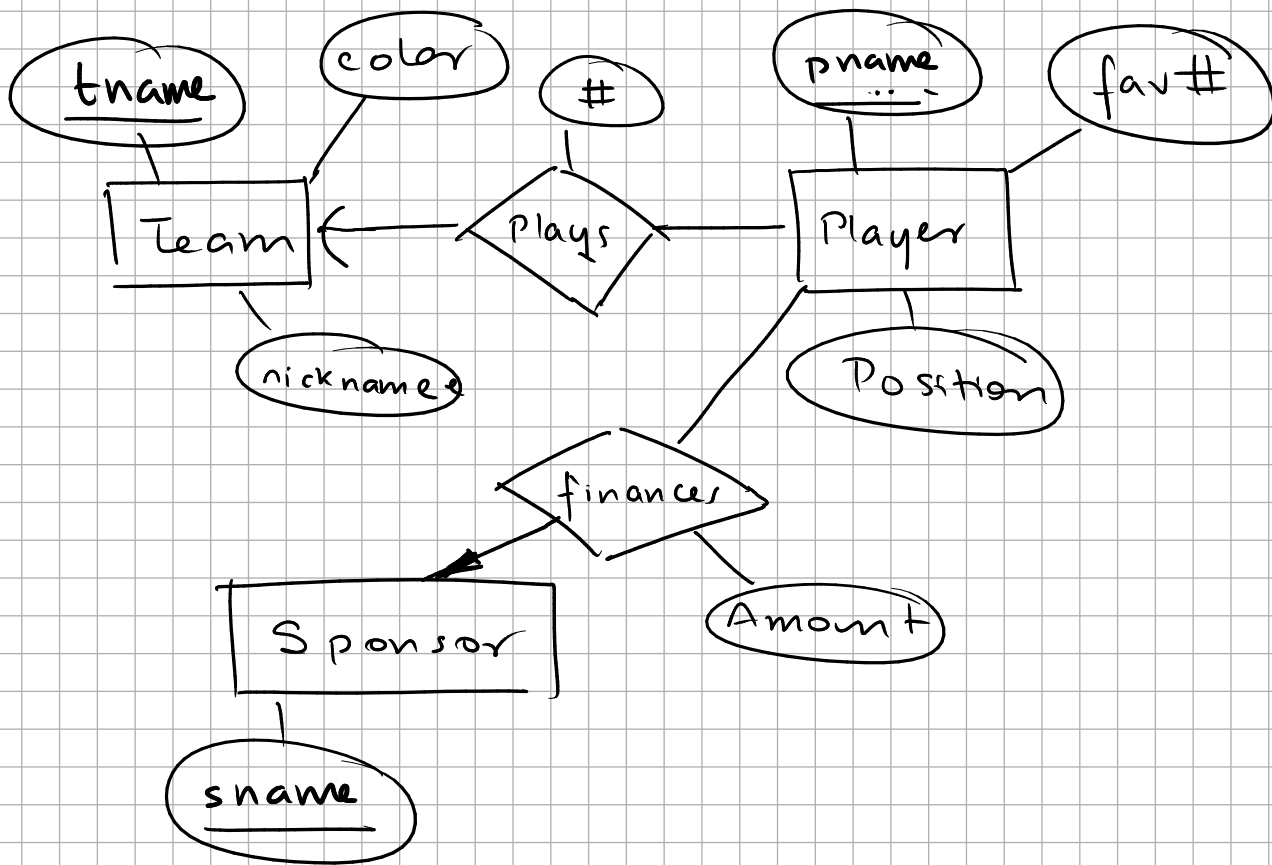 tname
color
#
pname
fav #
Team
Plays
Player
nickname
Position
finances
Sponsor
Amount
sname